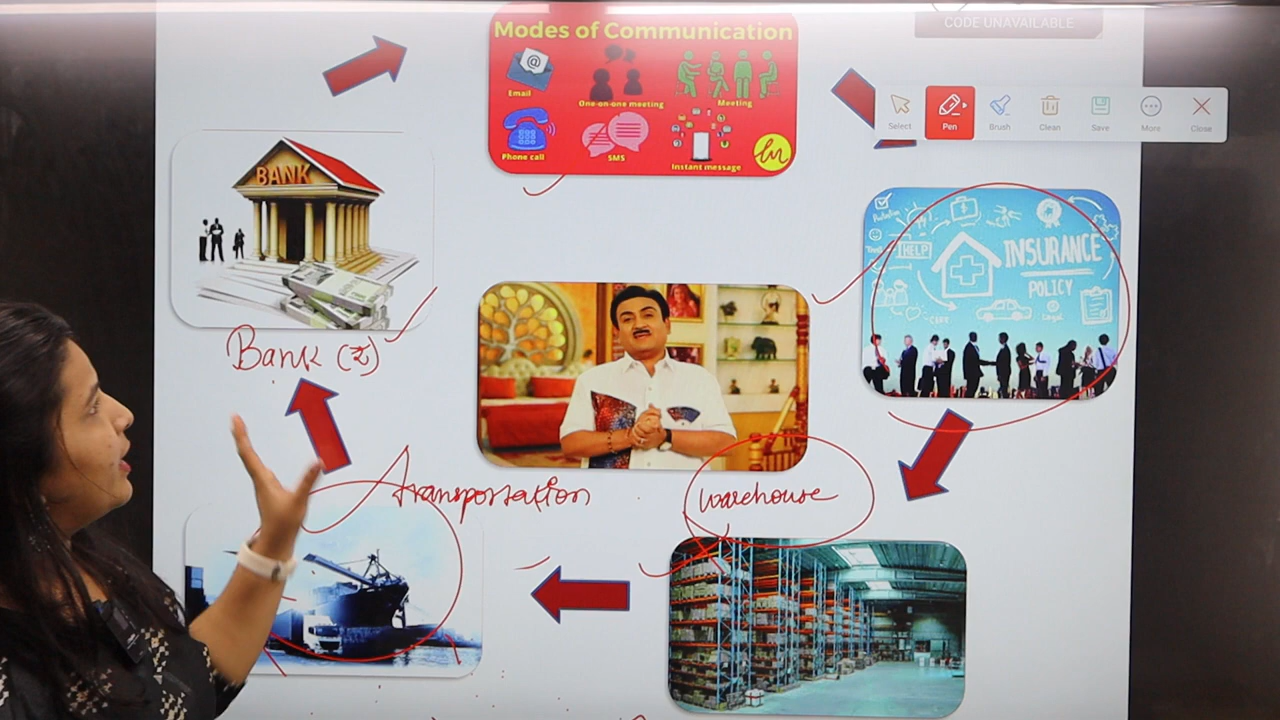 CODE UNAVAILABLE
Modes of Communication
Email
One-on-one meeting
Meeting
Phone call
SMS
Instant message
Select
Pen
Brush
Clean
Save
More
Close
BANK
HELP
INSURANCE
POLICY
Legal
Bank (₹)
Transportation
warehouse